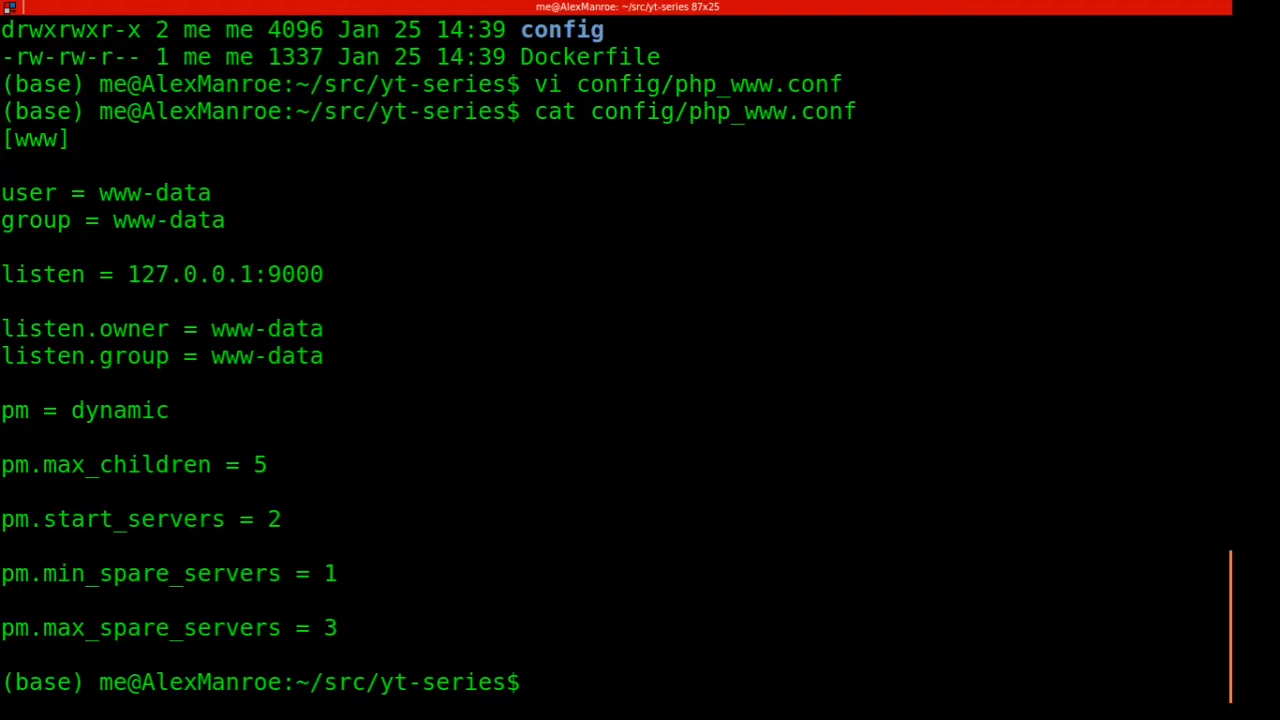 me@AlexManroe: ~/src/yt-series 87x25
drwxrwxr-x 2 me me 4096 Jan 25 14:39 config
-rw-rw-r-- 1 me me 1337 Jan 25 14:39 Dockerfile
(base) me@AlexManroe:~/src/yt-series$ vi config/php_www.conf
(base) me@AlexManroe:~/src/yt-series$ cat config/php_www.conf
[www]
user = www-data
group = www-data
listen = 127.0.0.1:9000
listen.owner = www-data
listen.group = www-data
pm = dynamic
pm.max_children = 5
pm.start_servers = 2
pm.min_spare_servers = 1
pm.max_spare_servers = 3
(base) me@AlexManroe:~/src/yt-series$